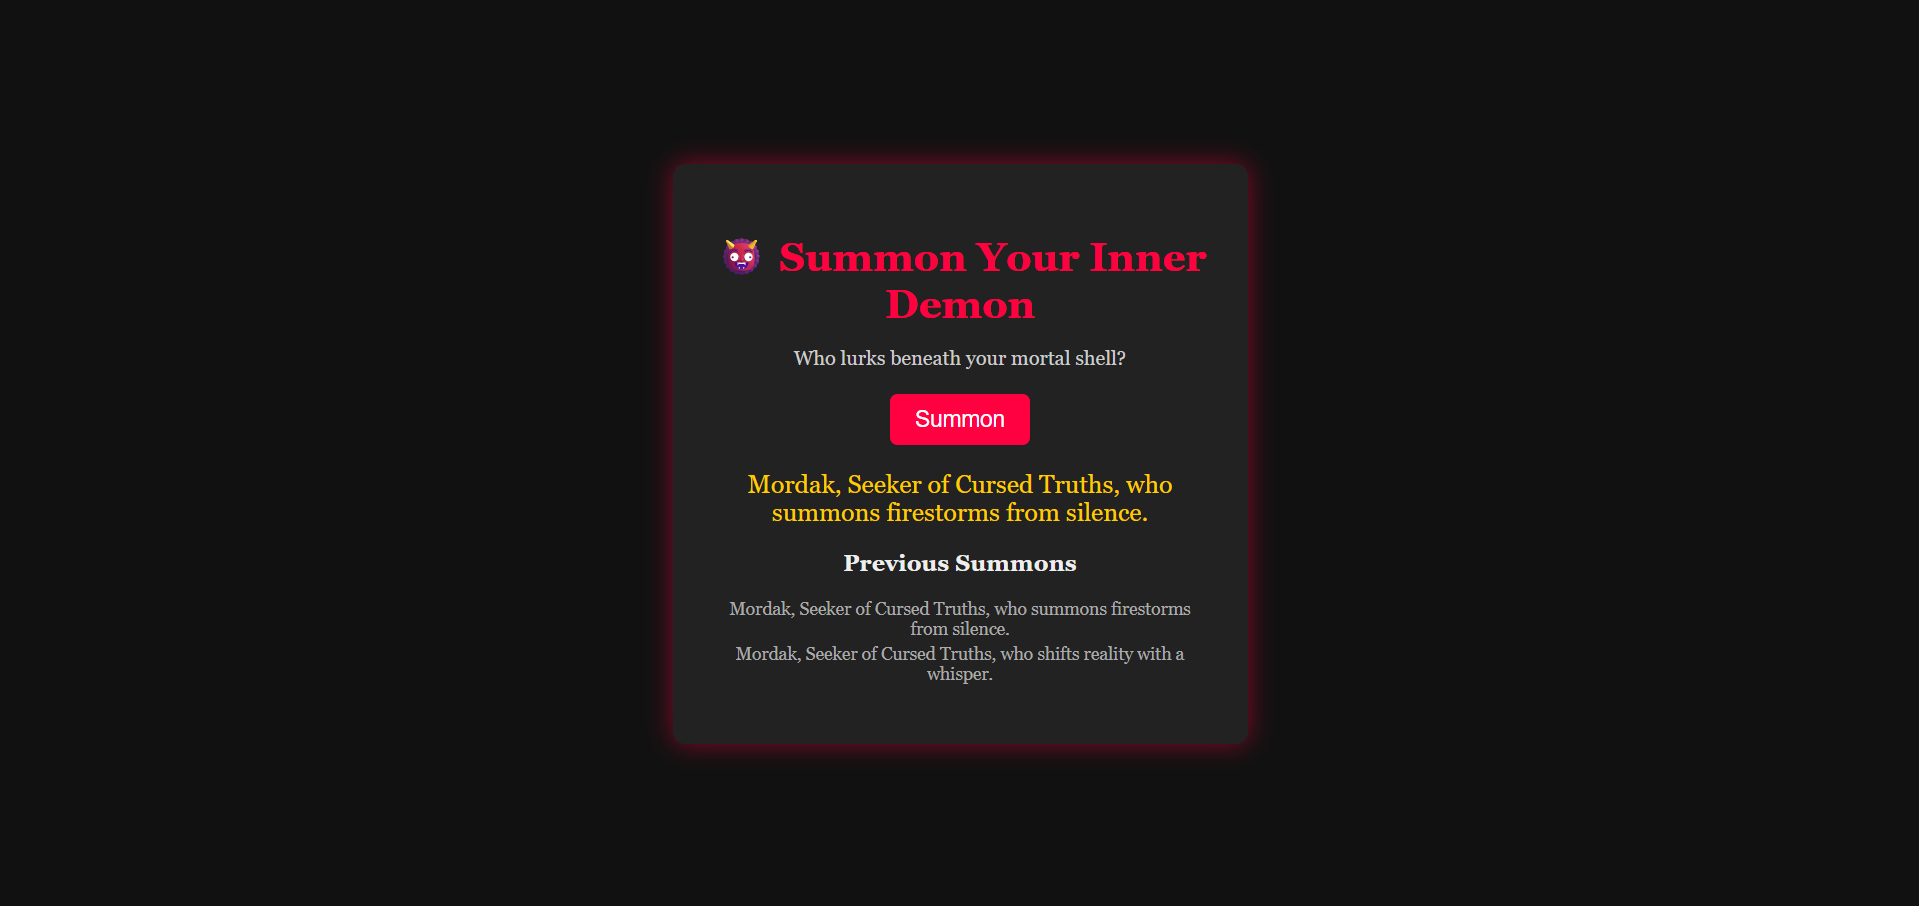 👹 Summon Your Inner
Demon
Who lurks beneath your mortal shell?
Summon
Mordak, Seeker of Cursed Truths, who
summons firestorms from silence.
Previous Summons
Mordak, Seeker of Cursed Truths, who summons firestorms
from silence.
Mordak, Seeker of Cursed Truths, who shifts reality with a
whisper.